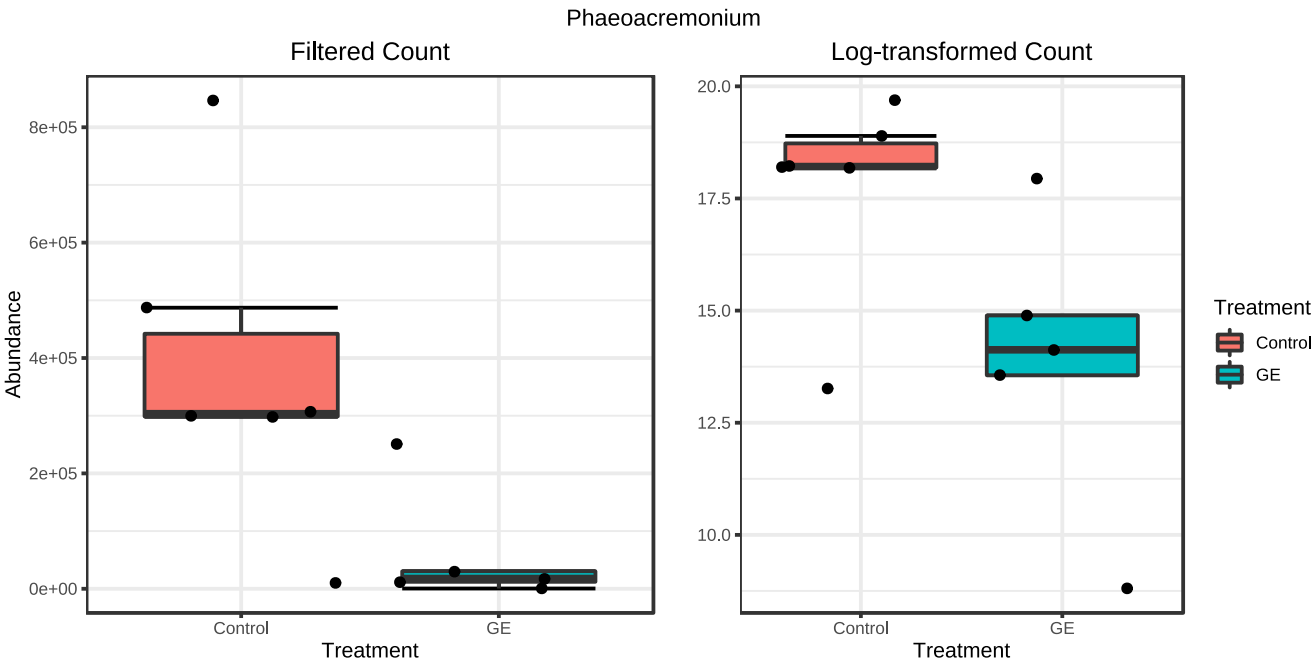 Phaeoacremonium
Filtered Count
Log-transformed Count
Abundance
8e+05
6e+05
4e+05
2e+05
0e+00
Control
GE
Treatment
20.0
17.5
15.0
12.5
10.0
Control
GE
Treatment
Treatment
Control
GE